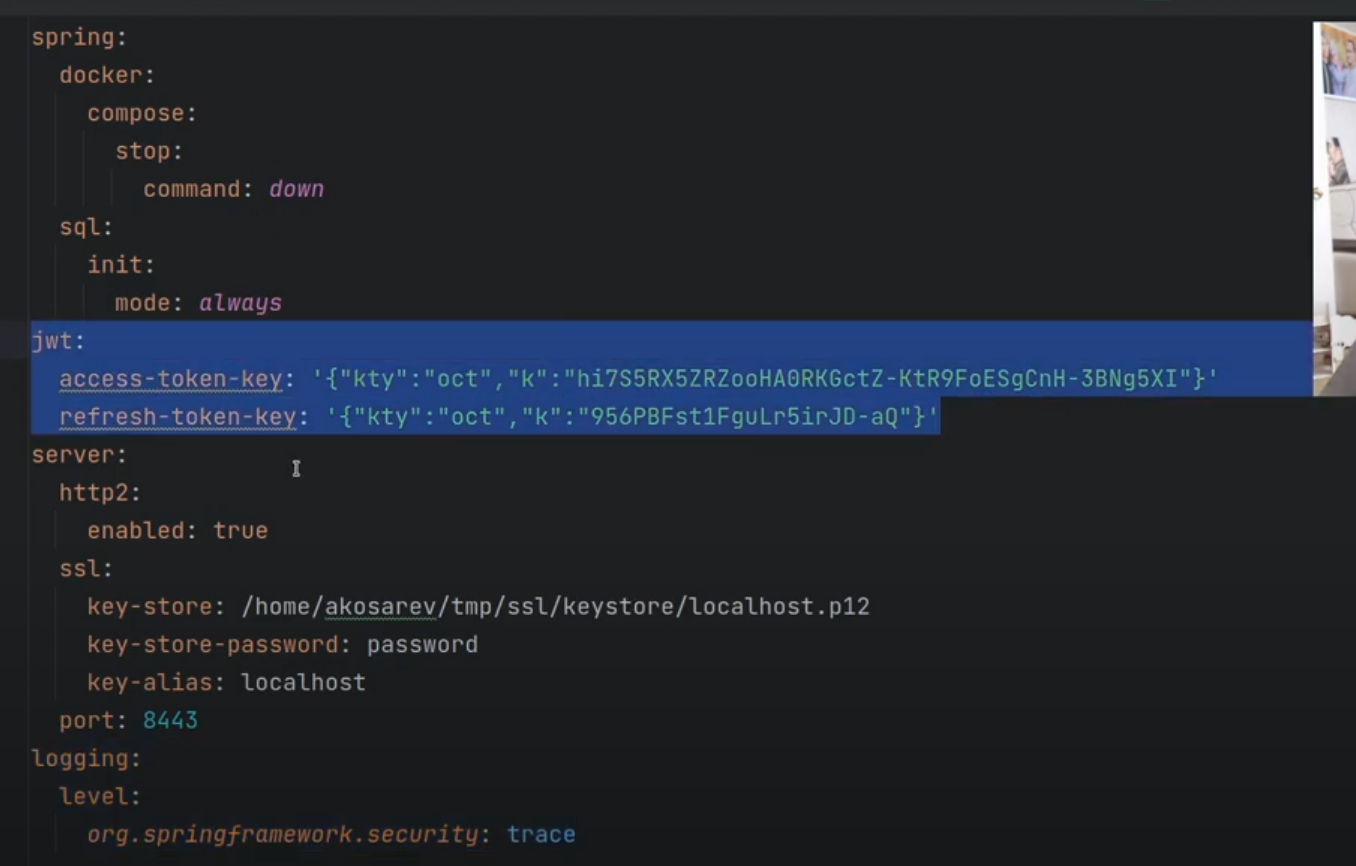 spring:
  docker:
    compose:
      stop:
        command: down
  sql:
    init:
      mode: always
jwt:
  access-token-key: '{"kty":"oct","k":"hi7S5RX5ZRZooHA0RKGctZ-KtR9FoESgCnH-3BNg5XI"}'
  refresh-token-key: '{"kty":"oct","k":"956PBFst1FguLr5irJD-aQ"}'
server:
  http2:
    enabled: true
  ssl:
    key-store: /home/akosarev/tmp/ssl/keystore/localhost.p12
    key-store-password: password
    key-alias: localhost
  port: 8443
logging:
  level:
    org.springframework.security: trace